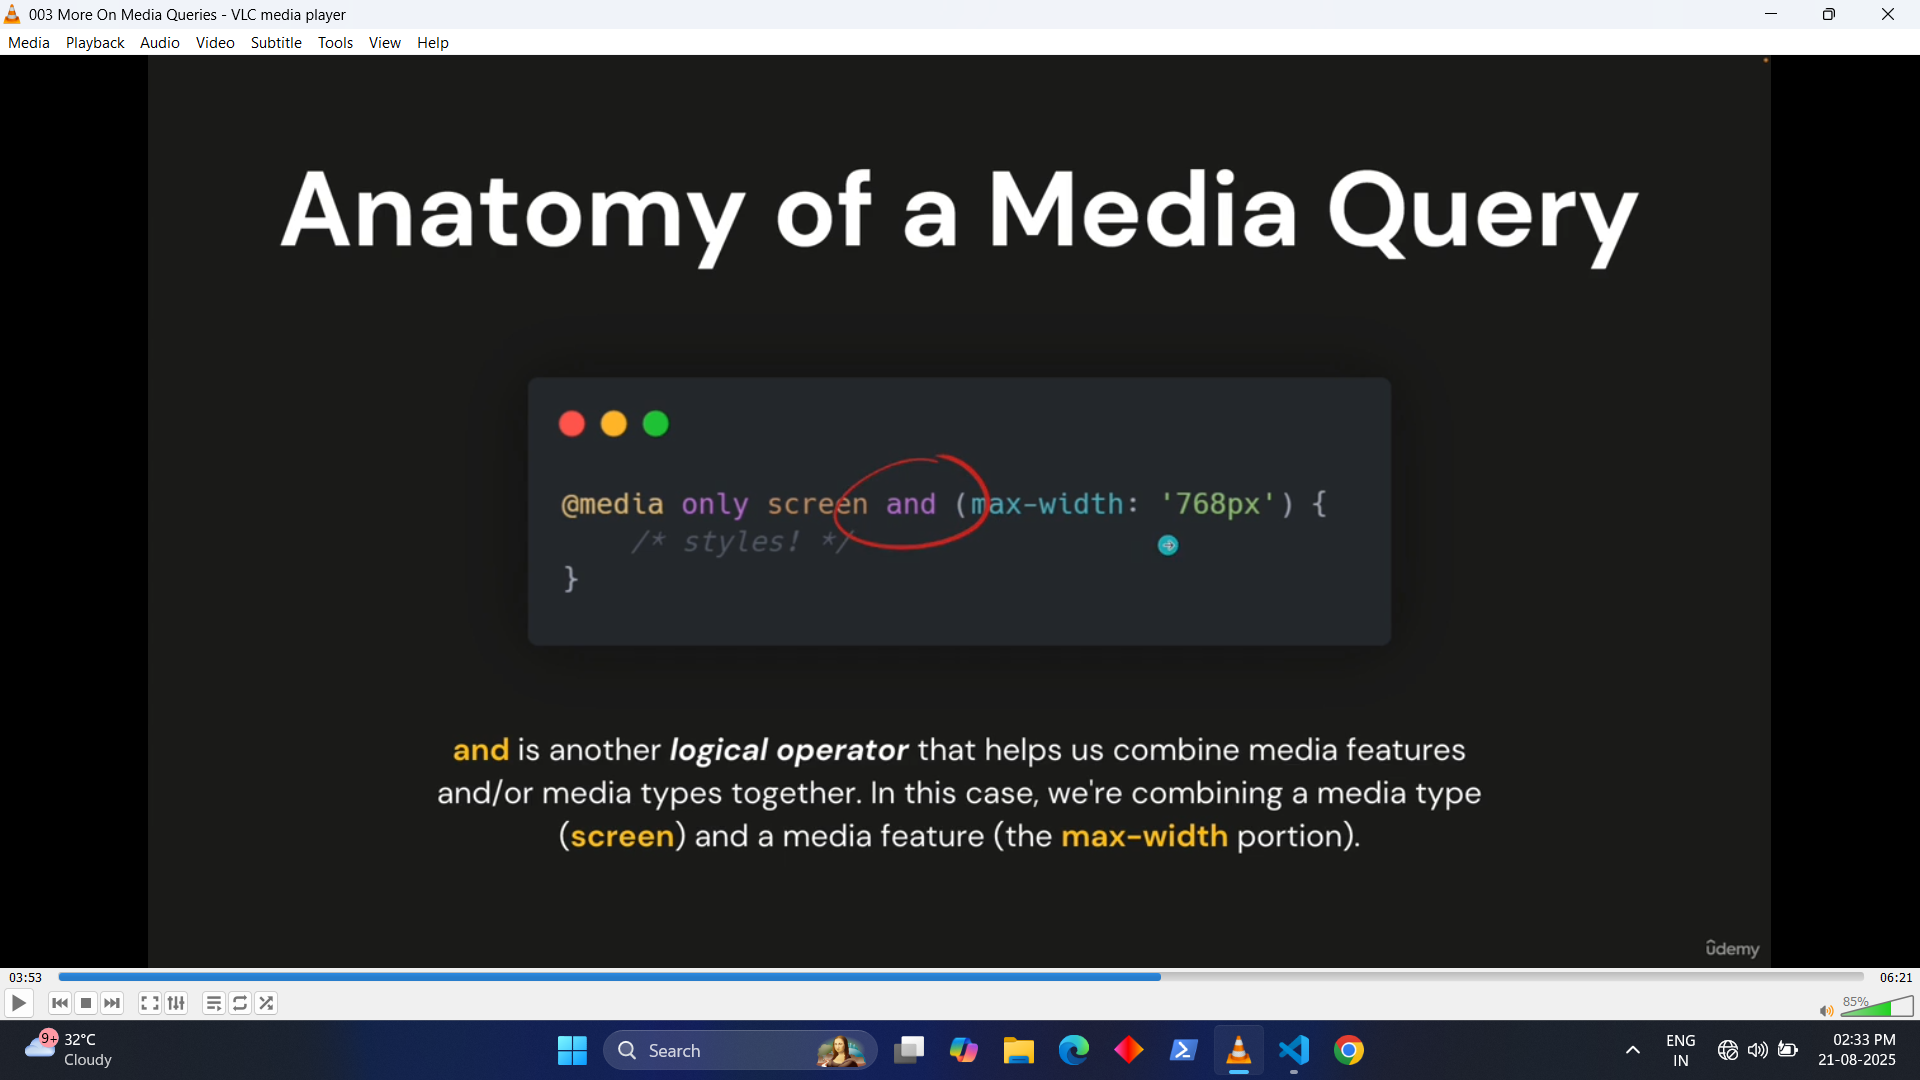 003 More On Media Queries - VLC media player
Media Playback Audio Video Subtitle Tools View Help
Anatomy of a Media Query
@media only screen and (max-width: '768px') {
/* styles! */
}
and is another logical operator that helps us combine media features
and/or media types together. In this case, we're combining a media type
(screen) and a media feature (the max-width portion).
ûdemy
03:53 06:21
85%
9+ 32°C
Cloudy
Search
ENG
IN
02:33 PM
21-08-2025